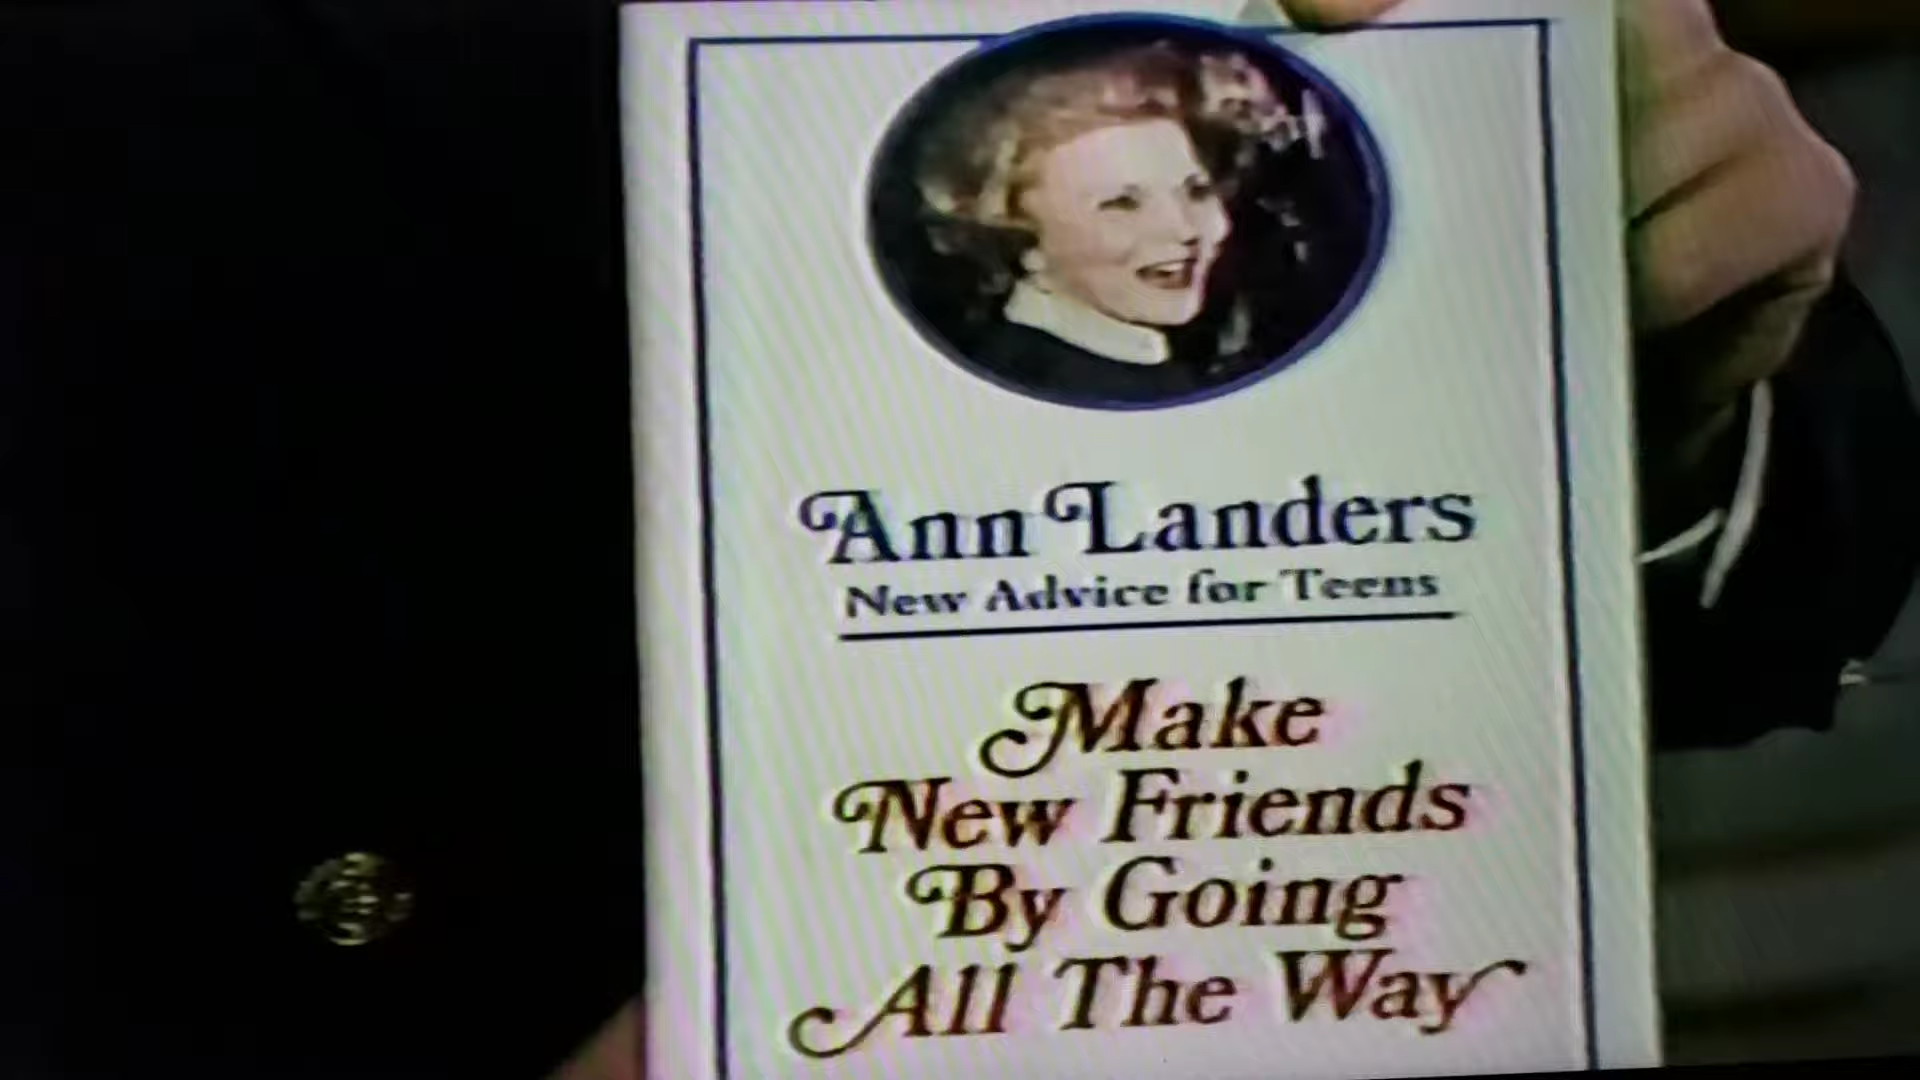 Ann Landers
New Advice for Teens
Make
New Friends
By Going
All The Way